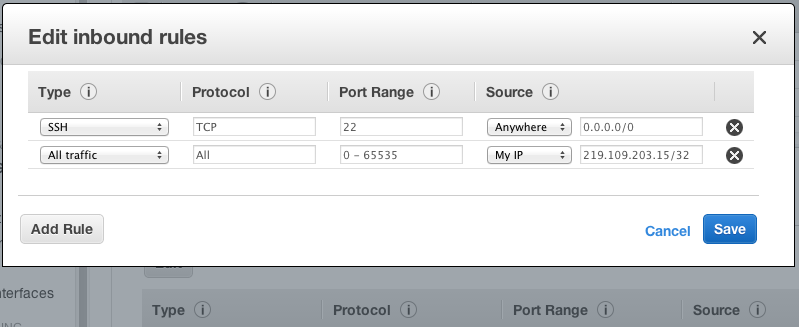 Edit inbound rules
Type i Protocol i Port Range i Source i
SSH TCP 22 Anywhere 0.0.0.0/0
All traffic All 0 – 65535 My IP 219.109.203.15/32
Add Rule Cancel Save
nterfaces
Type i Protocol i Port Range i Source i